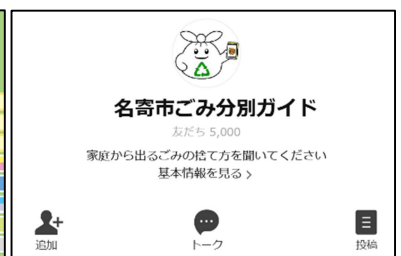 名寄市ごみ分別ガイド
友だち 5,000
家庭から出るごみの捨て方を聞いてください
基本情報を見る >
追加
トーク
投稿